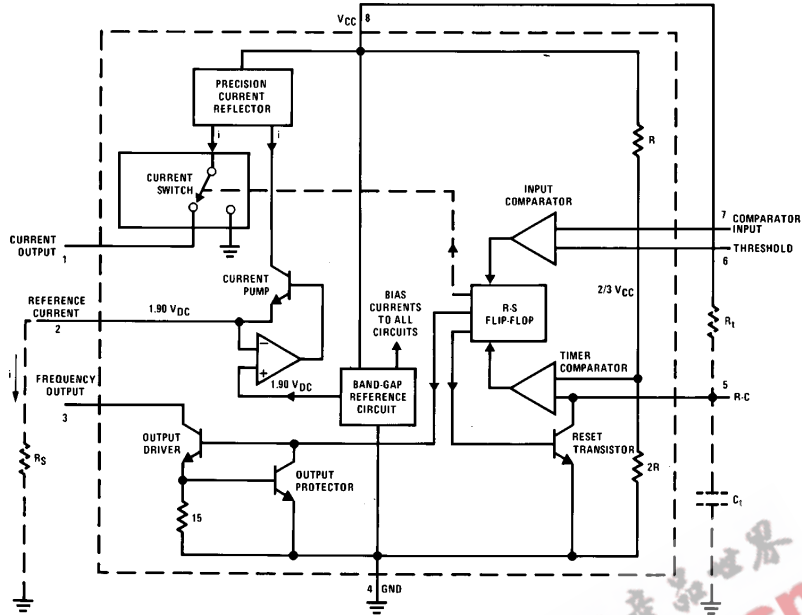 VCC 8
PRECISION
CURRENT
REFLECTOR
i
i
R
CURRENT
SWITCH
INPUT
COMPARATOR
7 COMPARATOR
INPUT
THRESHOLD
6
CURRENT
OUTPUT 1
CURRENT
PUMP
2/3 VCC
BIAS
CURRENTS
TO ALL
CIRCUITS
R-S
FLIP-FLOP
REFERENCE
CURRENT
2
1.90 VDC
Rt
i
−
+
1.90 VDC
TIMER
COMPARATOR
FREQUENCY
OUTPUT
3
BAND-GAP
REFERENCE
CIRCUIT
5
R-C
OUTPUT
DRIVER
RESET
TRANSISTOR
2R
RS
OUTPUT
PROTECTOR
15
Ct
4 GND